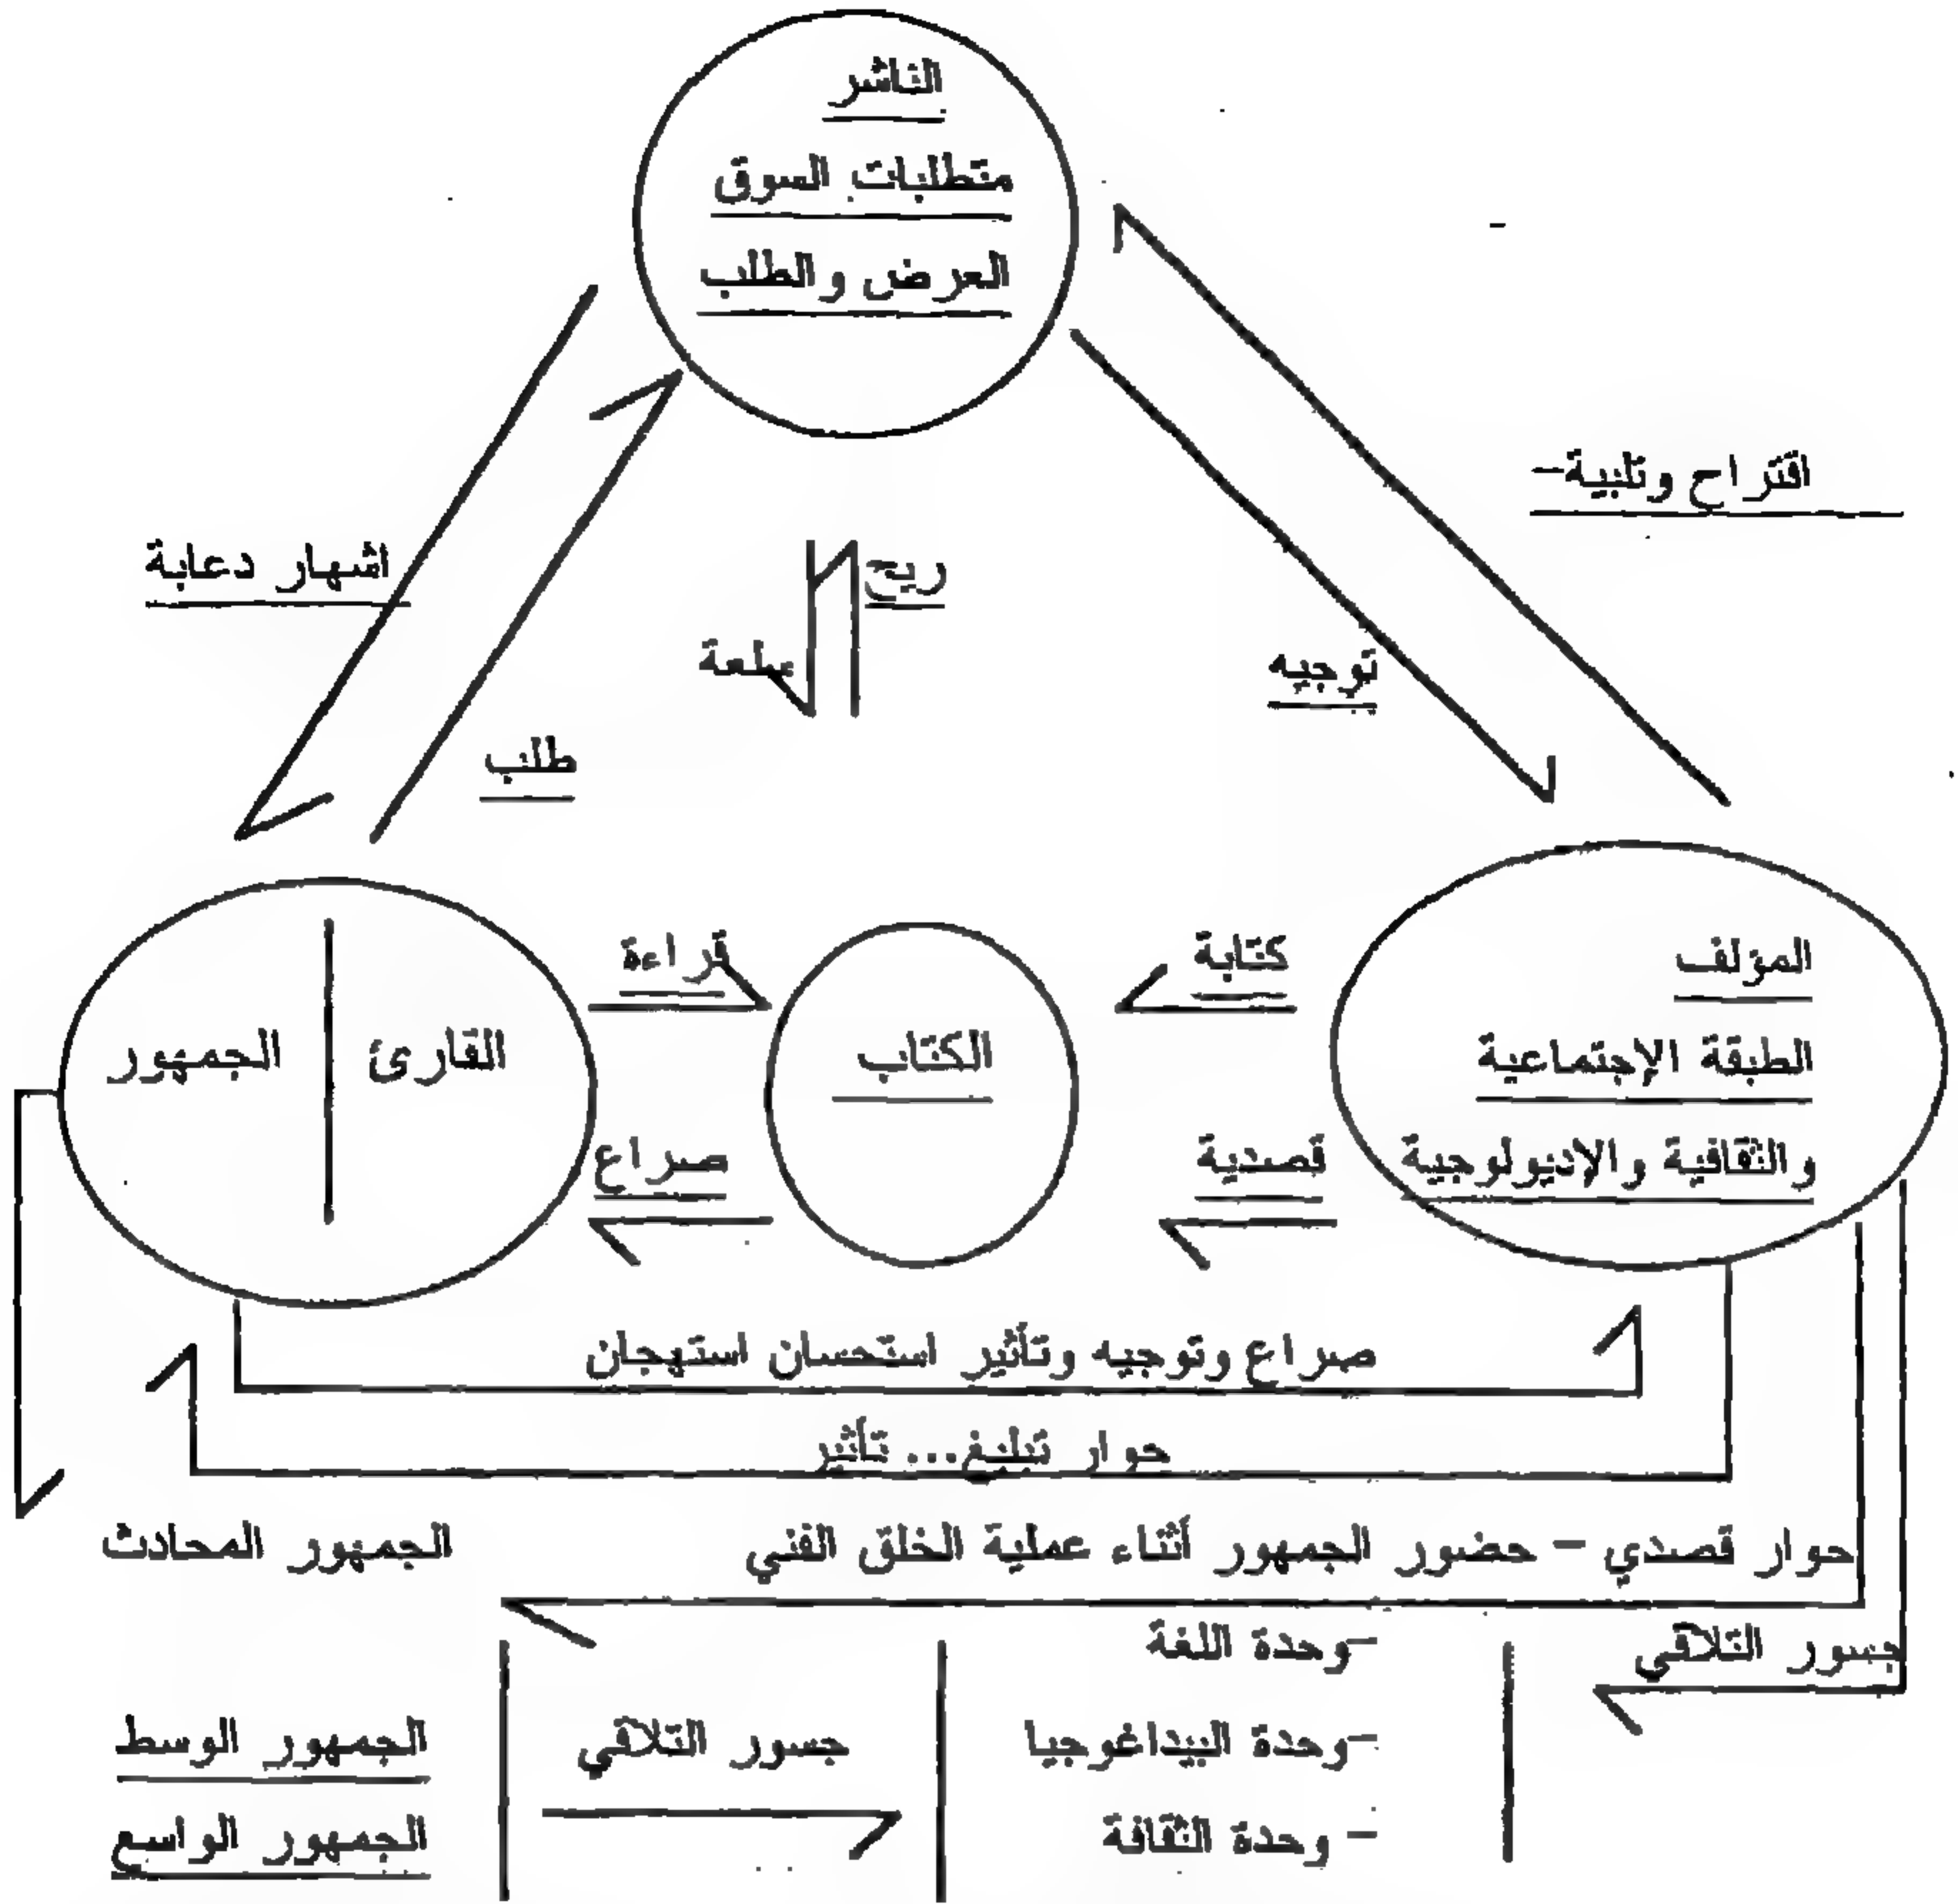 الناشر
متطلبات السوق
العرض والطلب
اقتراح وتلبية-
اشهار دعاية
ربح
سلعة
توجيه
طلب
كتابة
قراءة
المؤلف
الطبقة الإجتماعية
والثقافية والإديولوجية
الكتاب
القارئ
الجمهور
قصدية
صراع
صراع وتوجيه وتأثير استحسان استهجان
حوار تبليغ... تأثير
حوار قصدي - حضور الجمهور أثناء عملية الخلق الفني
الجمهور المحادث
جسور التلاقي
-وحدة اللغة
-وحدة البيداغوجيا
- وحدة الثقافة
جسور التلاقي
الجمهور الوسط
الجمهور الواسع